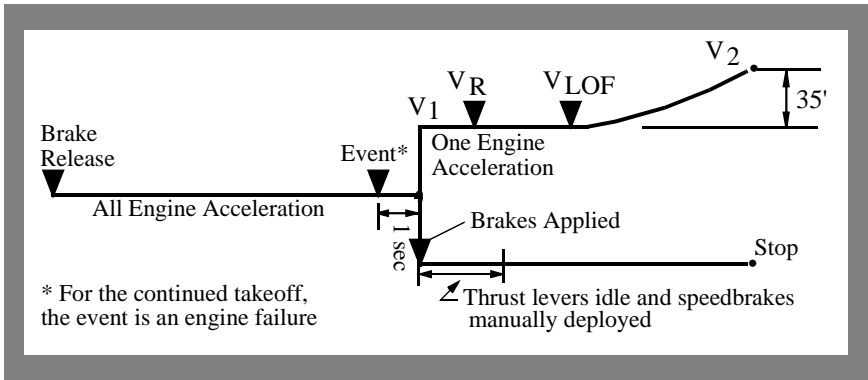 V2
VR
VLOF
V1
35'
Brake
Release
Event*
One Engine
Acceleration
All Engine Acceleration
1 sec
Brakes Applied
Stop
* For the continued takeoff,
the event is an engine failure
Thrust levers idle and speedbrakes
manually deployed